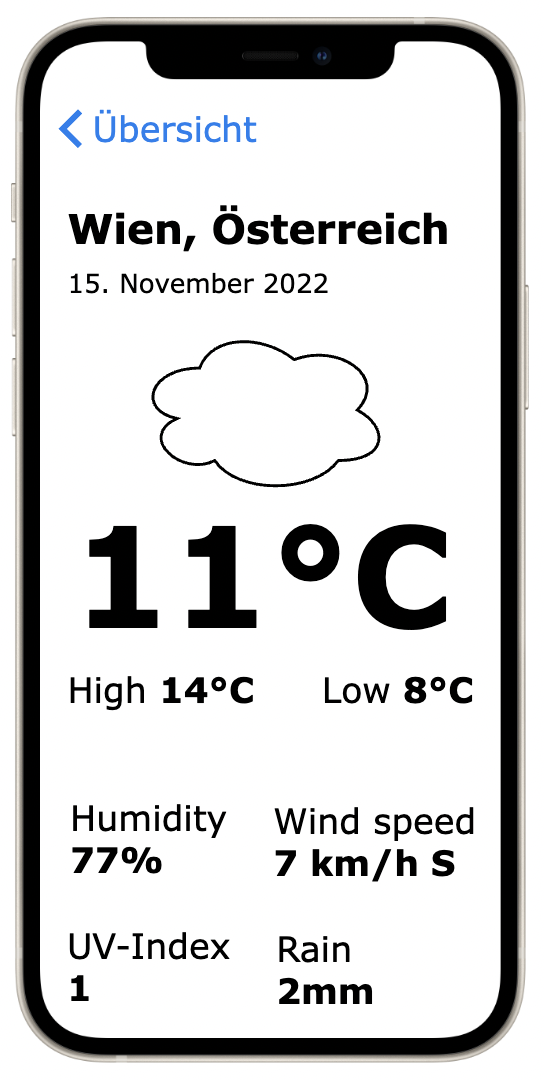 Übersicht
Wien, Österreich
15. November 2022
11°C
High 14°C Low 8°C
Humidity Wind speed
77% 7 km/h S
UV-Index Rain
1 2mm